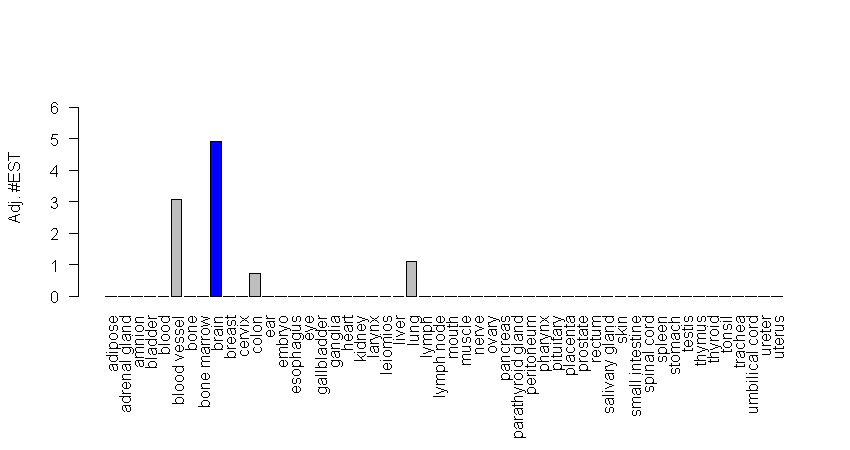 Adj. #EST
6
5
4
3
2
1
0
adipose
adrenal gland
amnion
bladder
blood
blood vessel
bone
bone marrow
brain
breast
cervix
colon
ear
embryo
esophagus
eye
gallbladder
ganglia
heart
kidney
larynx
leiomios
liver
lung
lymph
lymph node
mouth
muscle
nerve
ovary
pancreas
parathyroid gland
peritoneum
pharynx
pituitary
placenta
prostate
rectum
salivary gland
skin
small intestine
spinal cord
spleen
stomach
testis
thymus
thyroid
tonsil
trachea
umbilical cord
ureter
uterus